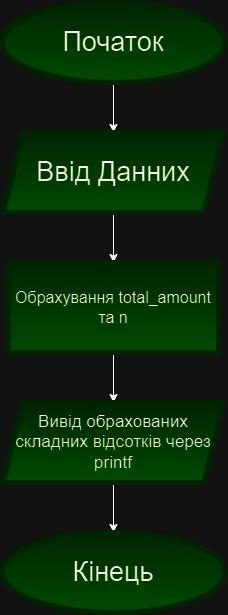 Початок
Ввід Данних
Обрахування total_amount
та n
Вивід обрахованих
складних відсотків через
printf
Кінець